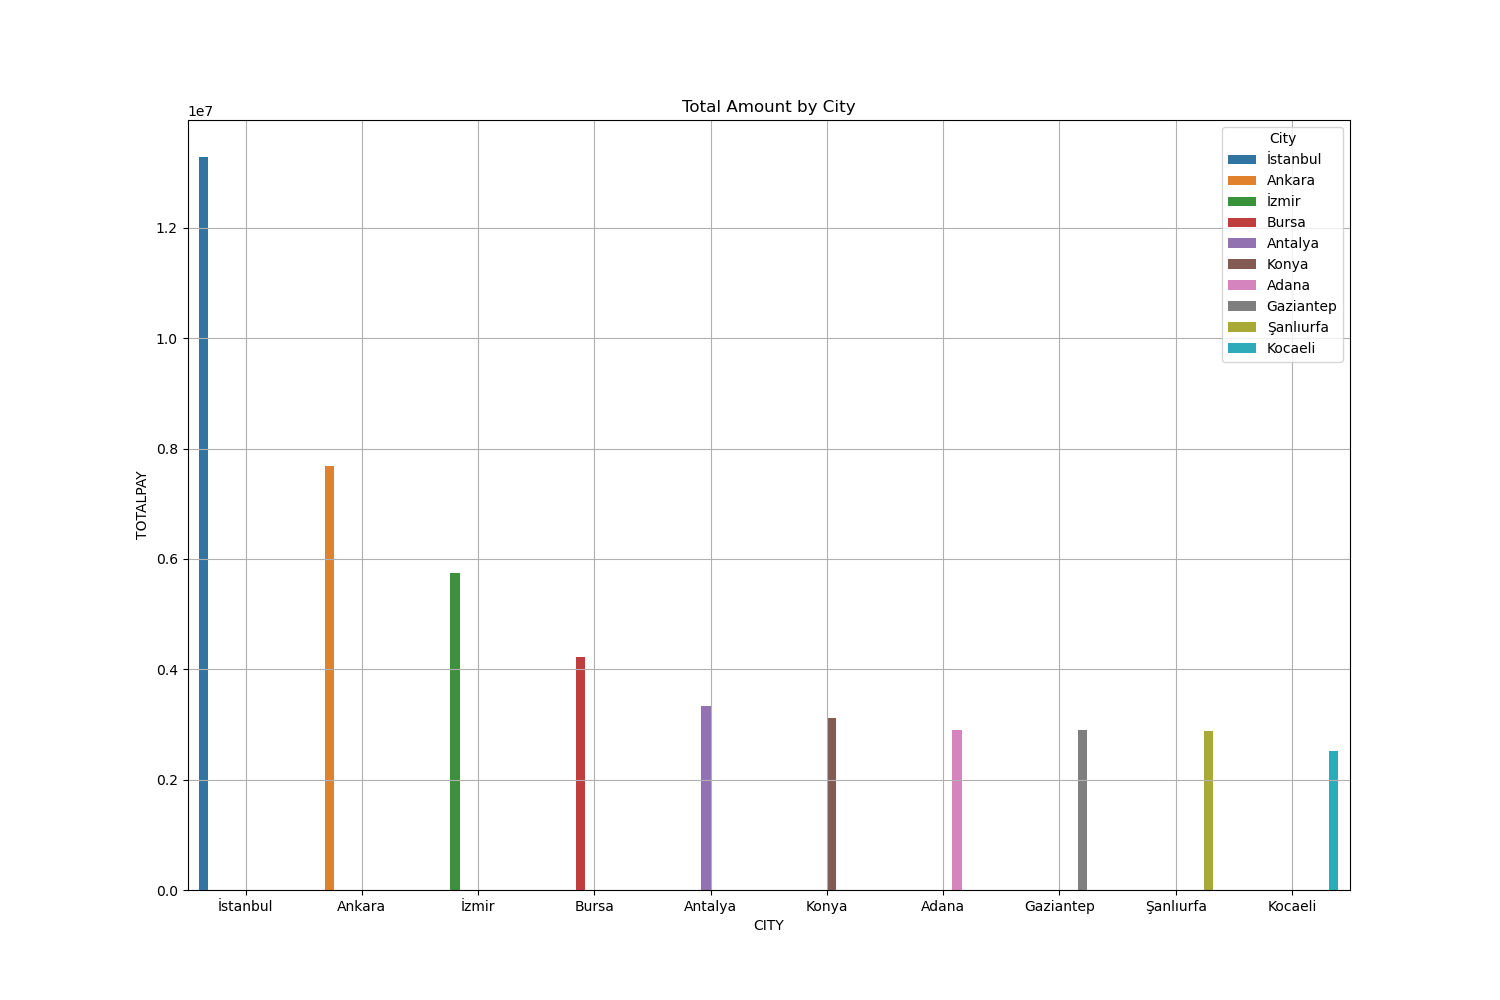 Total Amount by City
1e7
City
İstanbul
Ankara
İzmir
Bursa
Antalya
Konya
Adana
Gaziantep
Şanlıurfa
Kocaeli
1.2
1.0
0.8
0.6
0.4
0.2
0.0
TOTALPAY
İstanbul Ankara İzmir Bursa Antalya Konya Adana Gaziantep Şanlıurfa Kocaeli
CITY